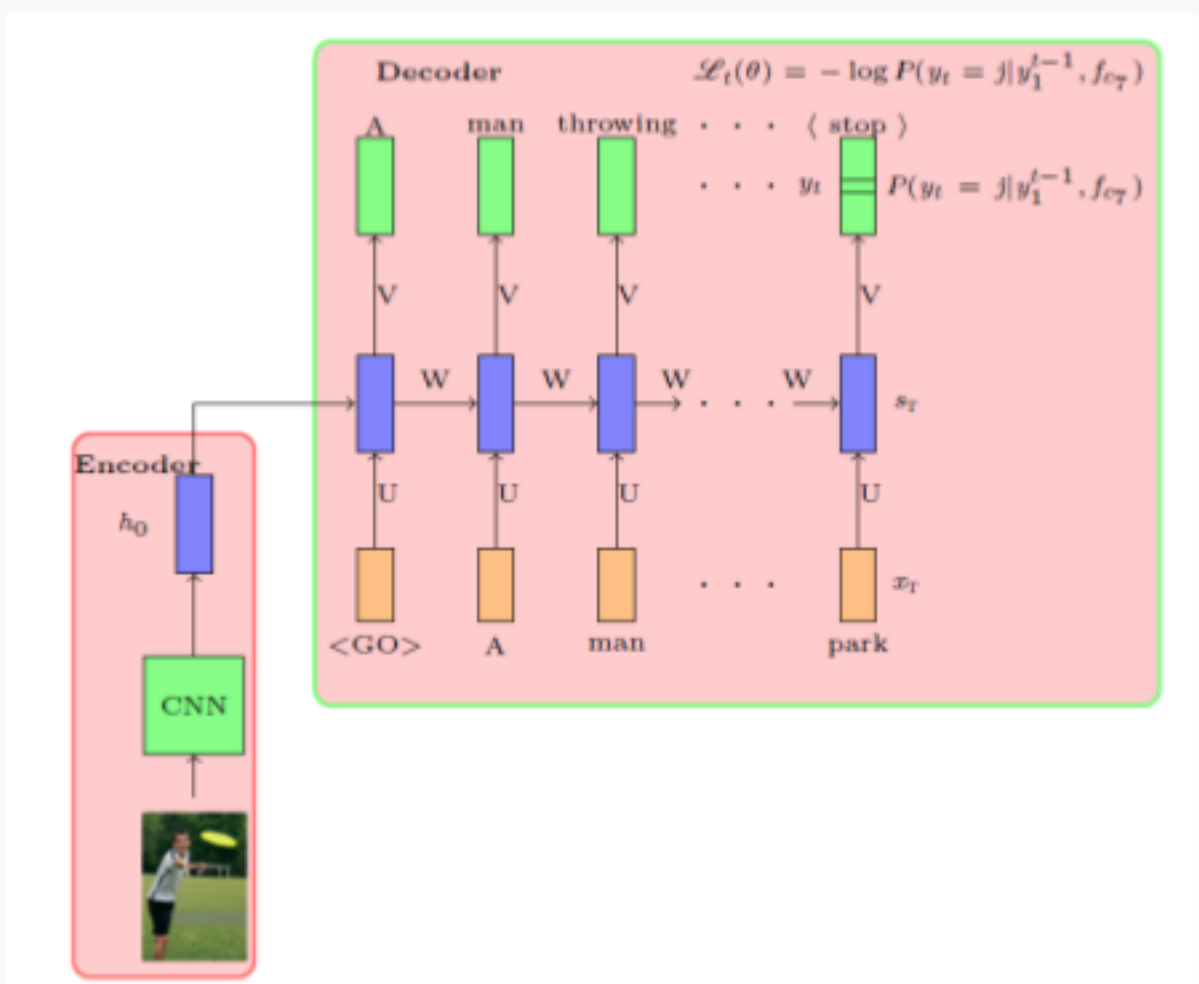 Decoder ℒt(θ) = − log P(yt = j|y1^{t−1}, fc7)
A man throwing · · · ⟨ stop ⟩
· · · yt P(yt = j|y1^{t−1}, fc7)
V V V V
W W W · · · W sT
Encoder
U U U U
h0
· · · xT
<GO> A man park
CNN